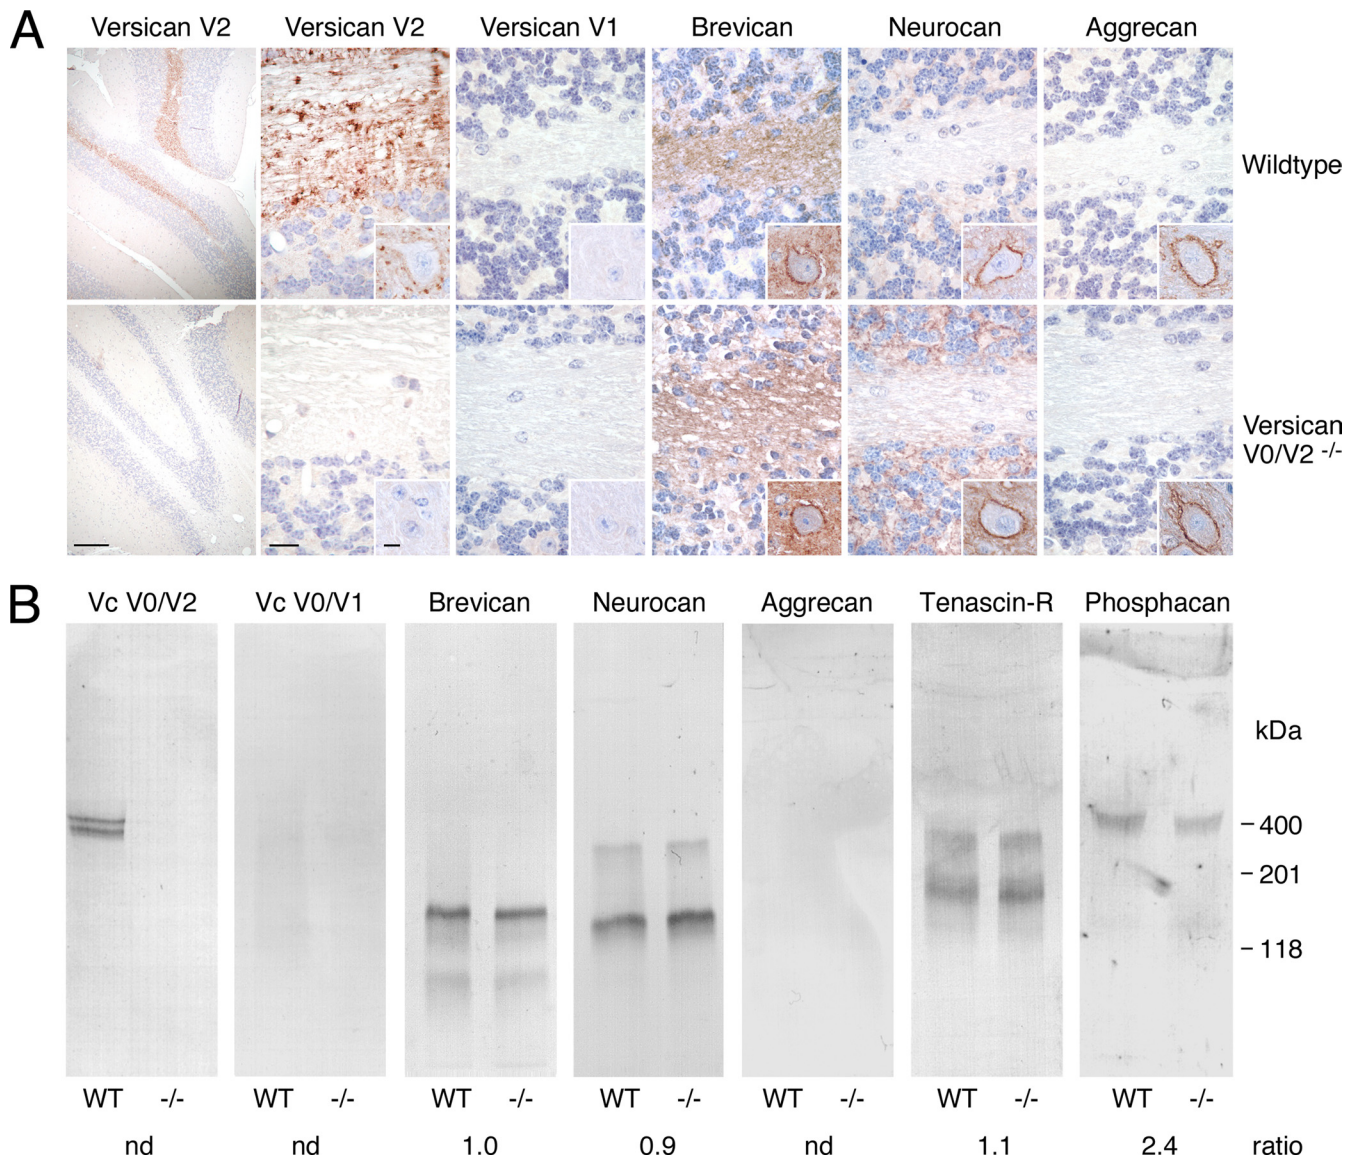 A
Versican V2 Versican V2 Versican V1 Brevican Neurocan Aggrecan
Wildtype
Versican
V0/V2 -/-
B
Vc V0/V2 Vc V0/V1 Brevican Neurocan Aggrecan Tenascin-R Phosphacan
kDa
400
201
118
WT -/- WT -/- WT -/- WT -/- WT -/- WT -/- WT -/-
nd nd 1.0 0.9 nd 1.1 2.4 ratio